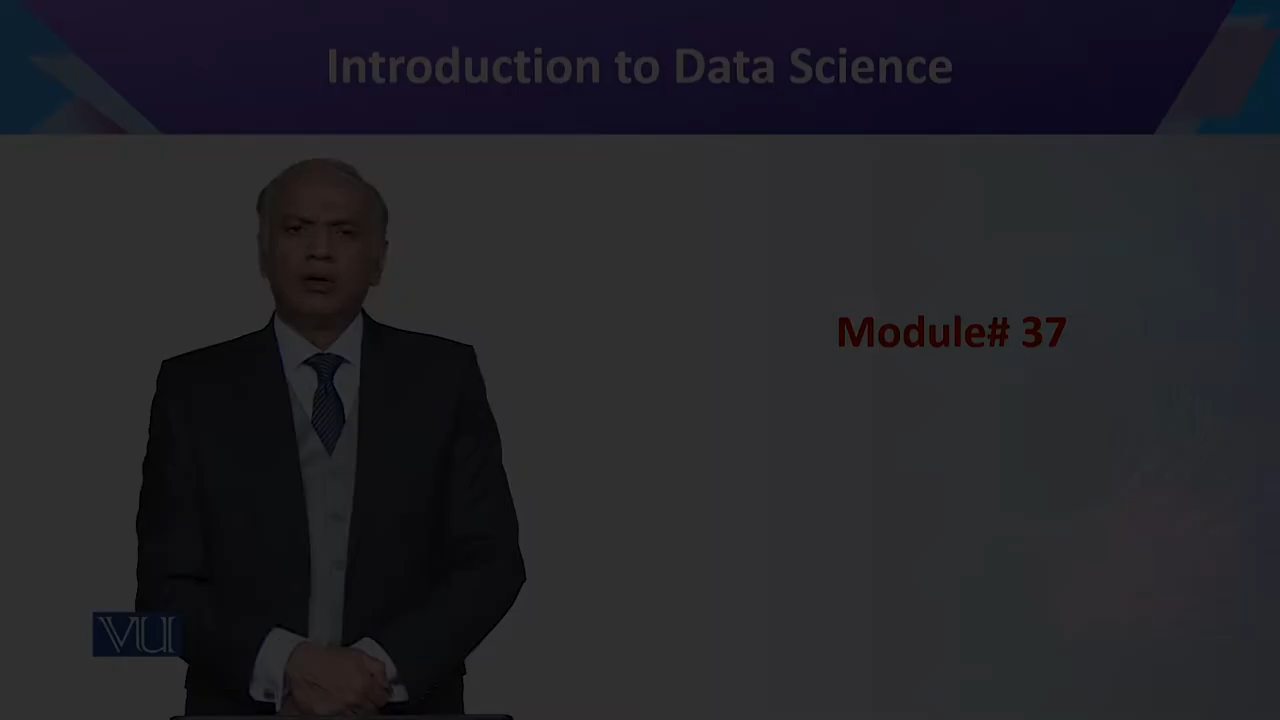 Introduction to Data Science
Module# 37
VU